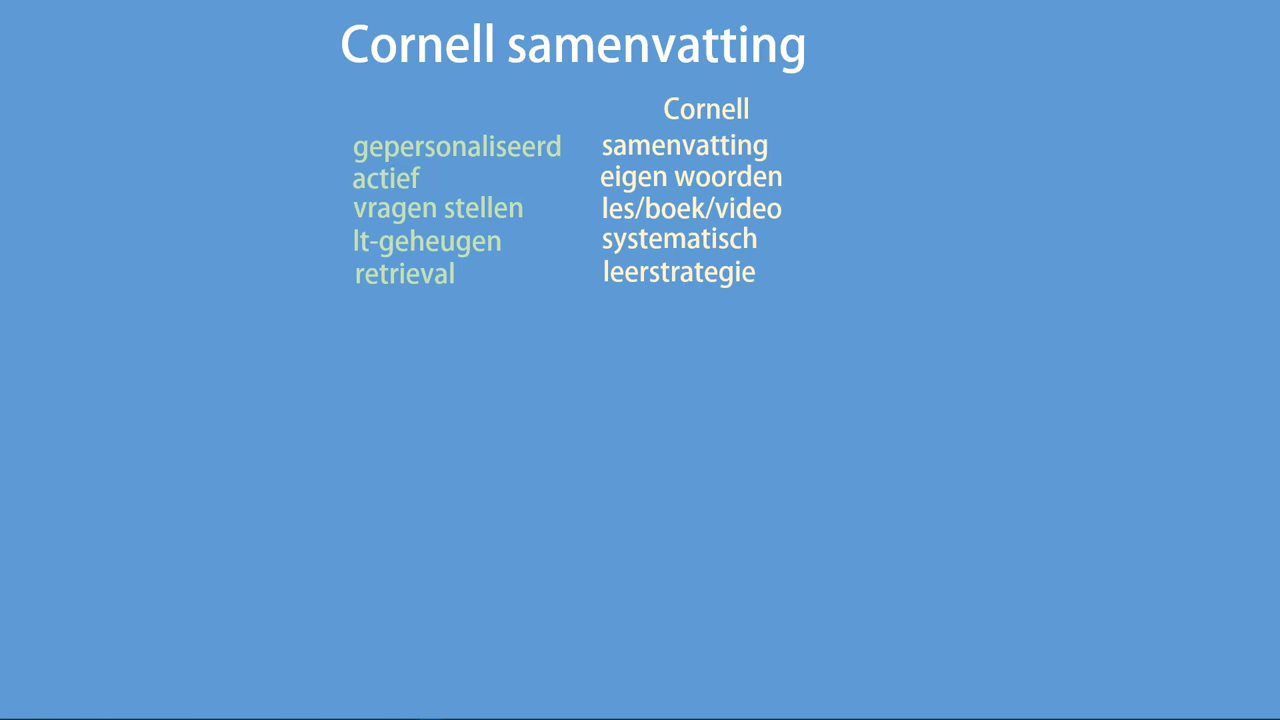 Cornell samenvatting
Cornell
gepersonaliseerd
actief
vragen stellen
lt-geheugen
retrieval
samenvatting
eigen woorden
les/boek/video
systematisch
leerstrategie